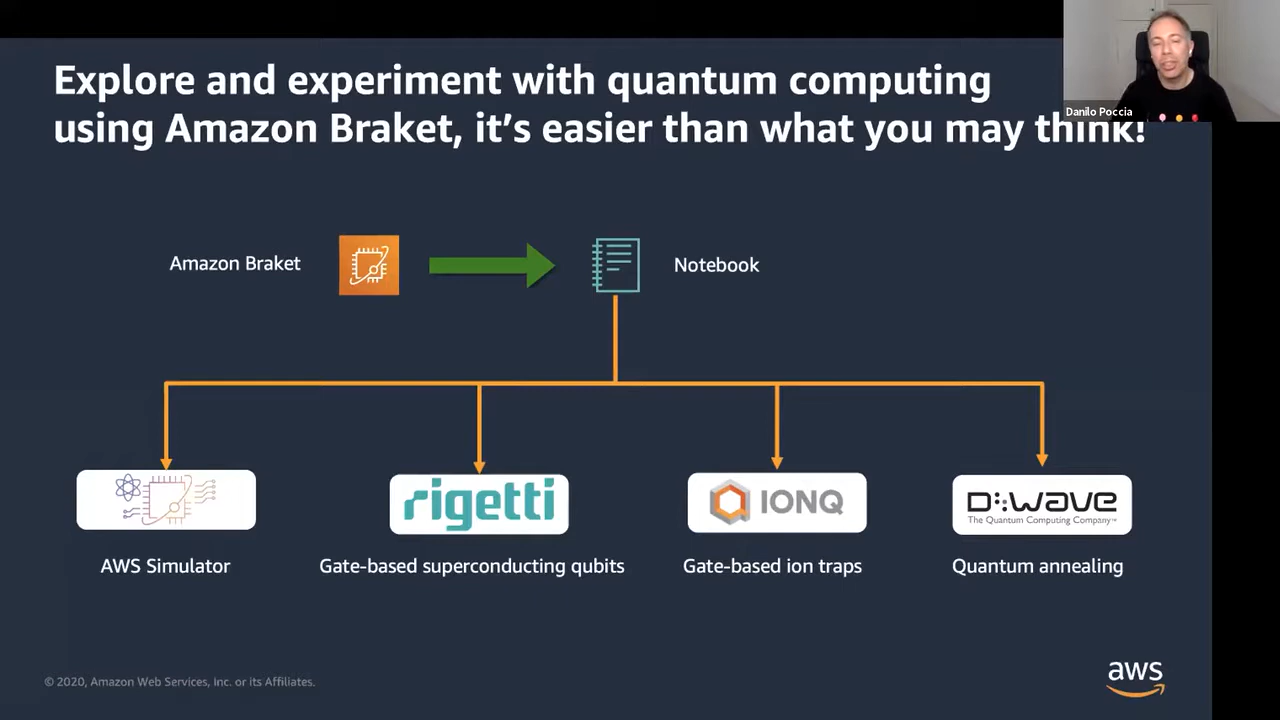 Explore and experiment with quantum computing
using Amazon Braket, it's easier than what you may think!
Danilo Poccia
Amazon Braket
Notebook
rigetti
IONQ
D:wave
The Quantum Computing Company™
AWS Simulator
Gate-based superconducting qubits
Gate-based ion traps
Quantum annealing
© 2020, Amazon Web Services, Inc. or its Affiliates.
aws